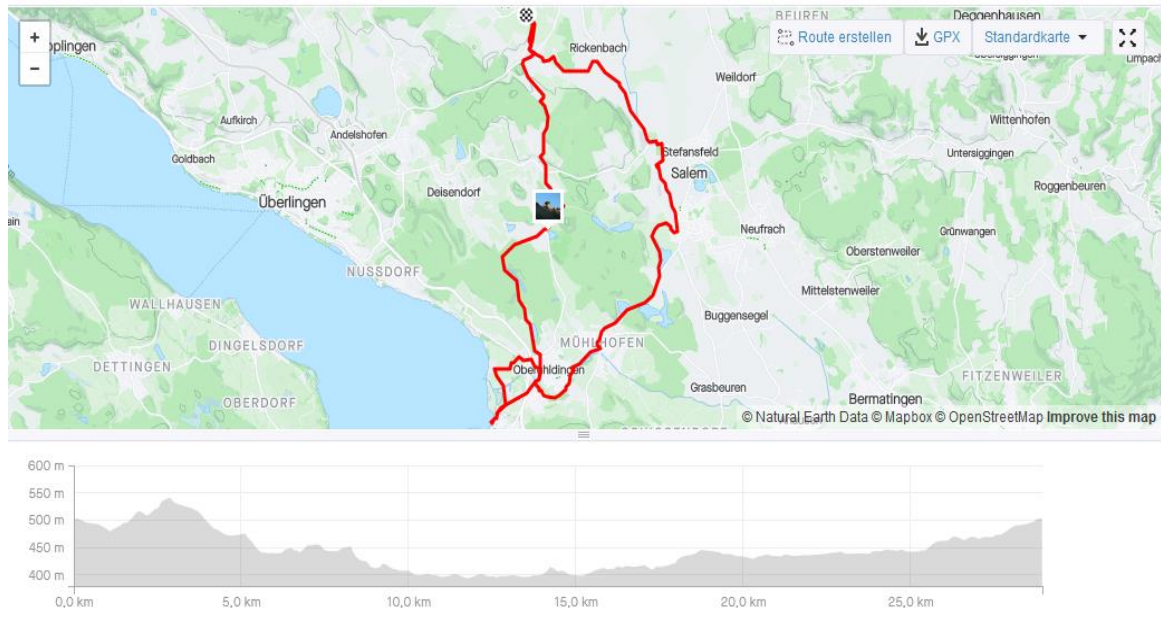 +
−
Route erstellen
GPX
Standardkarte
BEUREN
Deggenhausen
Rickenbach
Weildorf
Limpach
Aufkirch
Andelshofen
Wittenhofen
Goldbach
Stefansfeld
Untersiggingen
Salem
Deisendorf
Roggenbeuren
Überlingen
Neufrach
Grünwangen
Oberstenweiler
NUSSDORF
Mittelstenweiler
WALLHAUSEN
Buggensegel
DINGELSDORF
MÜHLHOFEN
DETTINGEN
FITZENWEILER
Grasbeuren
OBERDORF
Bermatingen
© Natural Earth Data © Mapbox © OpenStreetMap Improve this map
600 m
550 m
500 m
450 m
400 m
0,0 km 5,0 km 10,0 km 15,0 km 20,0 km 25,0 km